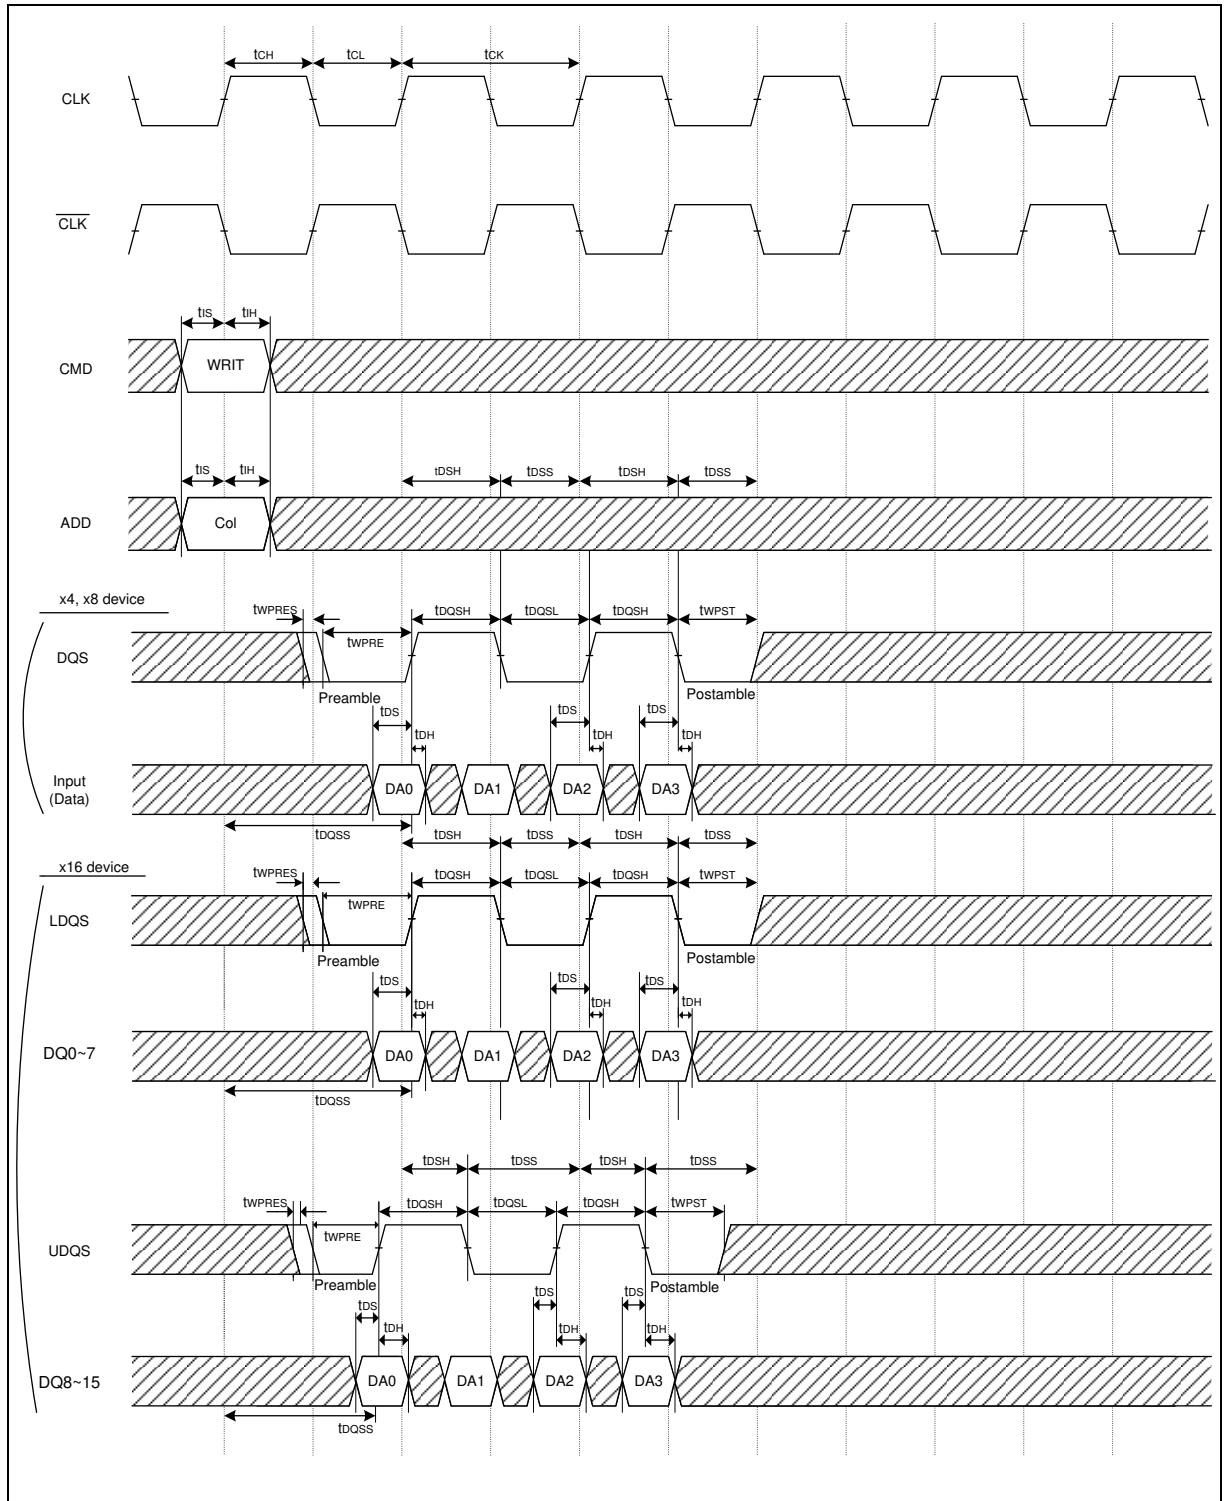 tCH tCL tCK
CLK
CLK
tIS tIH
CMD WRIT
tIS tIH tDSH tDSS tDSH tDSS
ADD Col
x4, x8 device
tWPRES tDQSH tDQSL tDQSH tWPST
tWPRE
DQS
Preamble Postamble
tDS tDS tDS
tDH tDH tDH
Input
(Data)
DA0 DA1 DA2 DA3
tDQSS tDSH tDSS tDSH tDSS
x16 device
tWPRES tDQSH tDQSL tDQSH tWPST
tWPRE
LDQS
Preamble Postamble
tDS tDS tDS
tDH tDH tDH
DQ0~7 DA0 DA1 DA2 DA3
tDQSS
tDSH tDSS tDSH tDSS
tWPRES tDQSH tDQSL tDQSH tWPST
tWPRE
UDQS
Preamble Postamble
tDS tDS tDS
tDH tDH tDH
DQ8~15 DA0 DA1 DA2 DA3
tDQSS